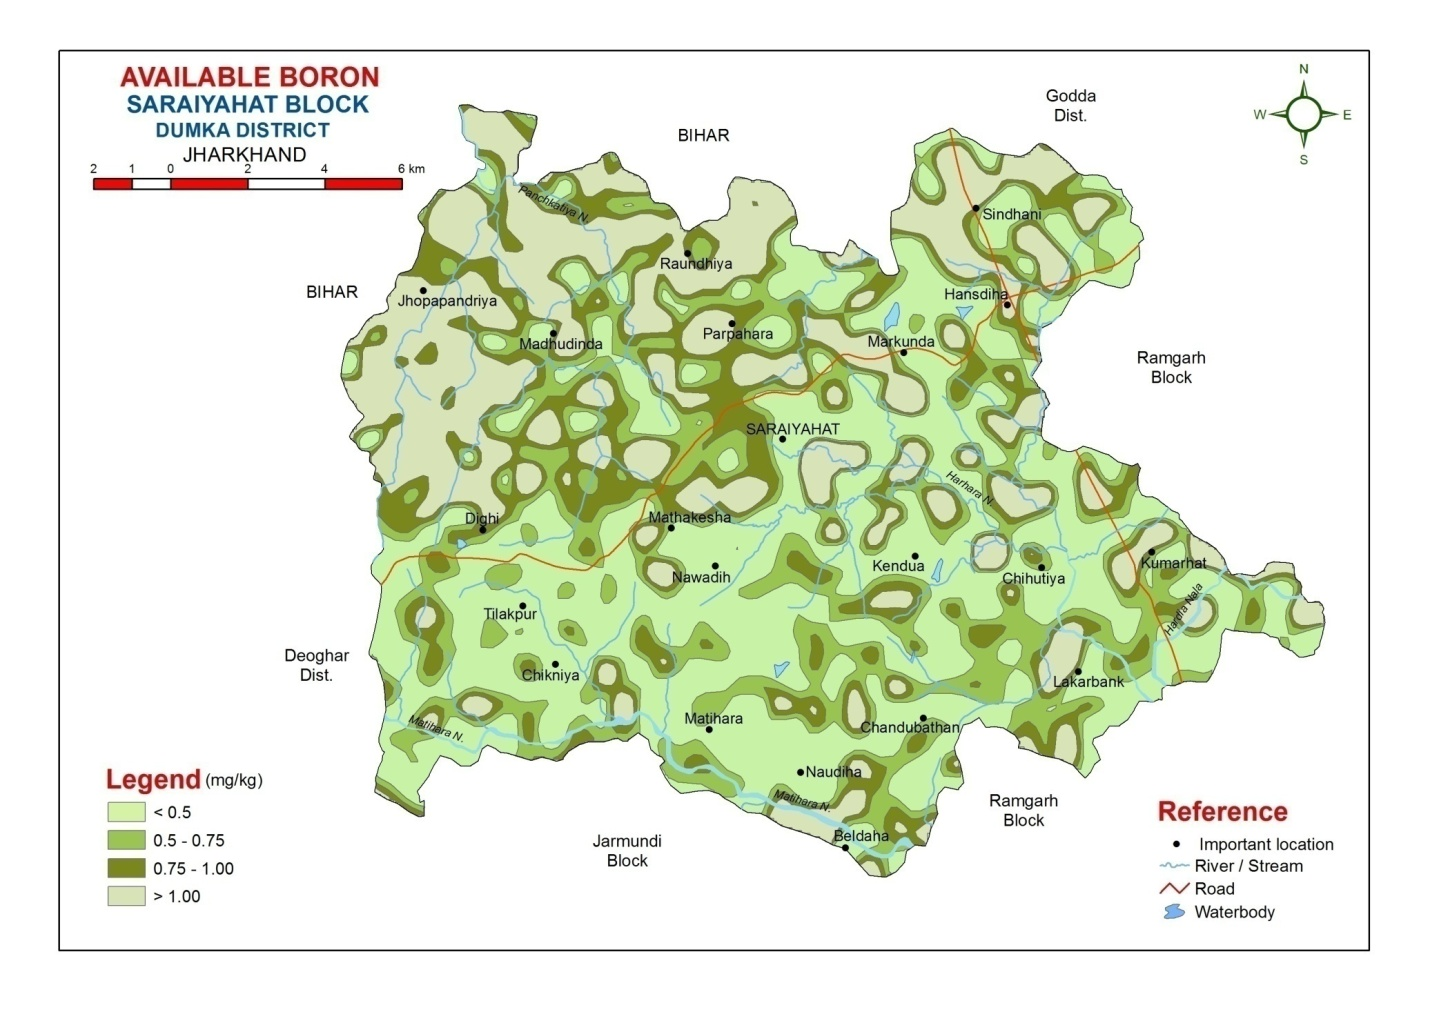 AVAILABLE BORON
SARAIYAHAT BLOCK
DUMKA DISTRICT
JHARKHAND
2 1 0 2 4 6 km
N
W E
S
Godda
Dist.
BIHAR
BIHAR
Panchkatiya N.
Sindhani
Raundhiya
Jhopapandriya
Hansdiha
Madhudinda
Parpahara
Markunda
Ramgarh
Block
SARAIYAHAT
Harhara N.
Dighi
Mathakesha
Nawadih
Kendua
Chihutiya
Kumarhat
Hardia Nala
Tilakpur
Deoghar
Dist.
Chikniya
Lakarbank
Matihara N.
Matihara
Chandubathan
Naudiha
Matihara N.
Beldaha
Ramgarh
Block
Jarmundi
Block
Legend (mg/kg)
< 0.5
0.5 - 0.75
0.75 - 1.00
> 1.00
Reference
Important location
River / Stream
Road
Waterbody